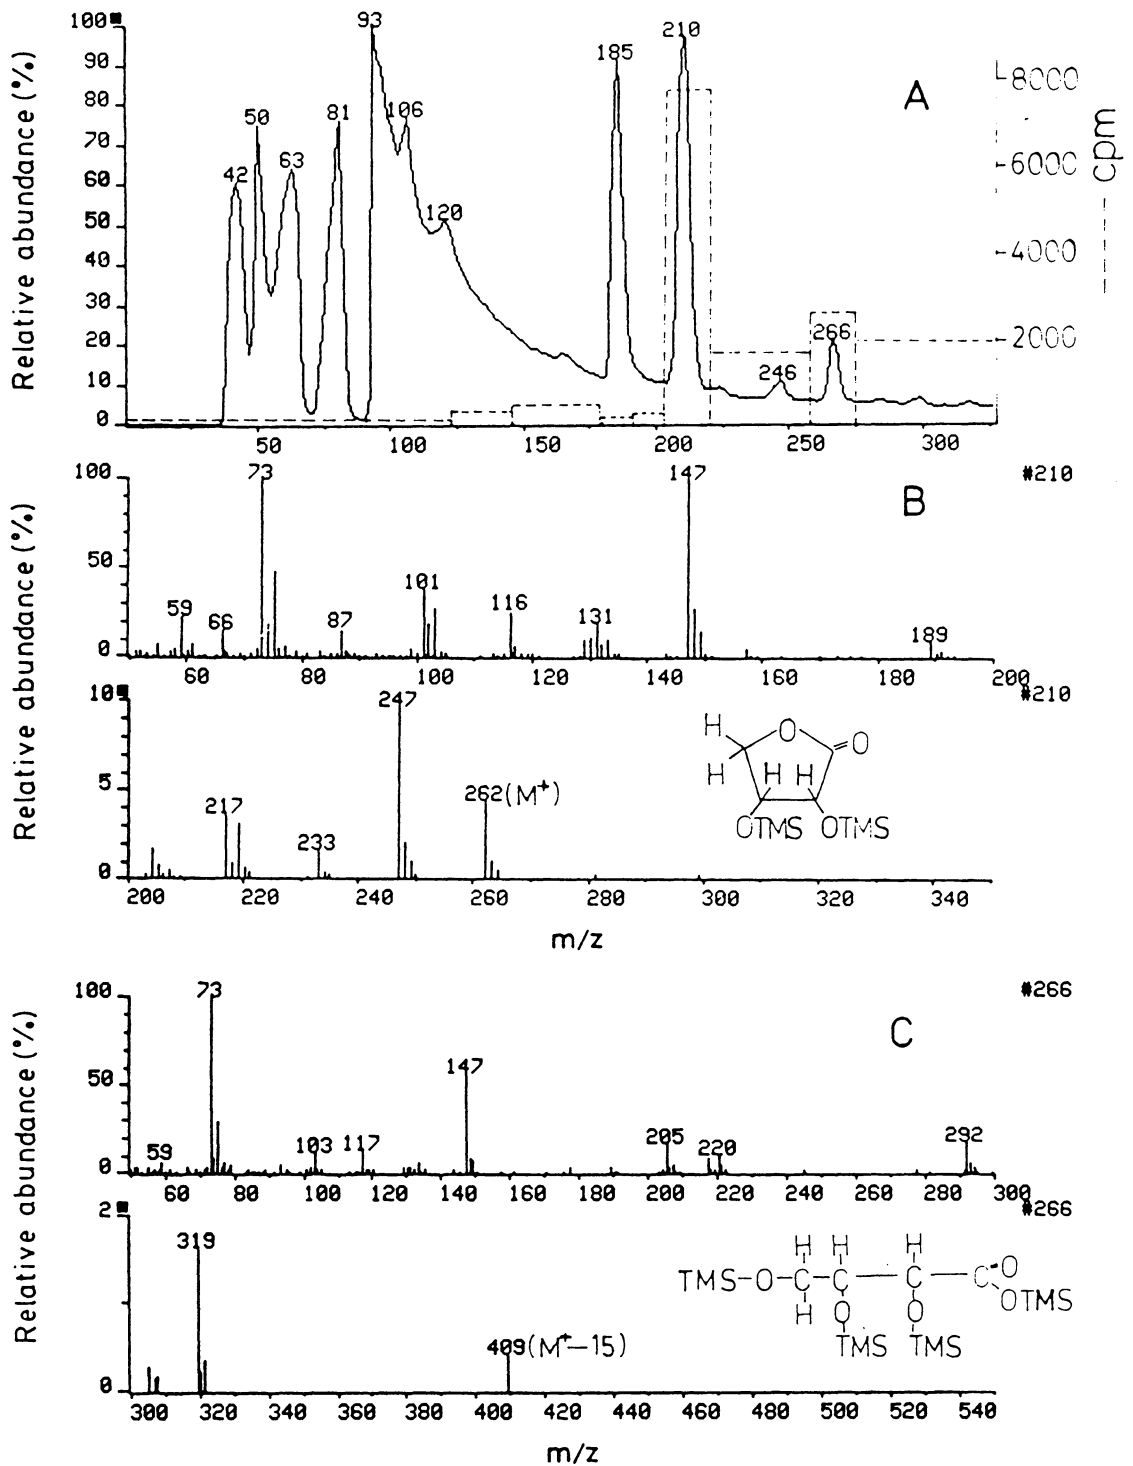 A
Relative abundance (%)
100
90
80
70
60
50
40
30
20
10
0
42
50
63
81
93
106
120
185
210
246
266
8000
6000
4000
2000
cpm
50 100 150 200 250 300
B
#210
Relative abundance (%)
100
50
0
59
66
73
87
101
116
131
147
189
60 80 100 120 140 160 180 200
#210
10
5
0
217
233
247
262(M⁺)
H
H
O
O
H H
OTMS OTMS
200 220 240 260 280 300 320 340
m/z
C
#266
Relative abundance (%)
100
50
0
59
73
103
117
147
205
220
292
60 80 100 120 140 160 180 200 220 240 260 280 300
#266
2
0
319
409(M⁺-15)
H H H
TMS-O-C-C-C-C O
H O O OTMS
TMS TMS
300 320 340 360 380 400 420 440 460 480 500 520 540
m/z